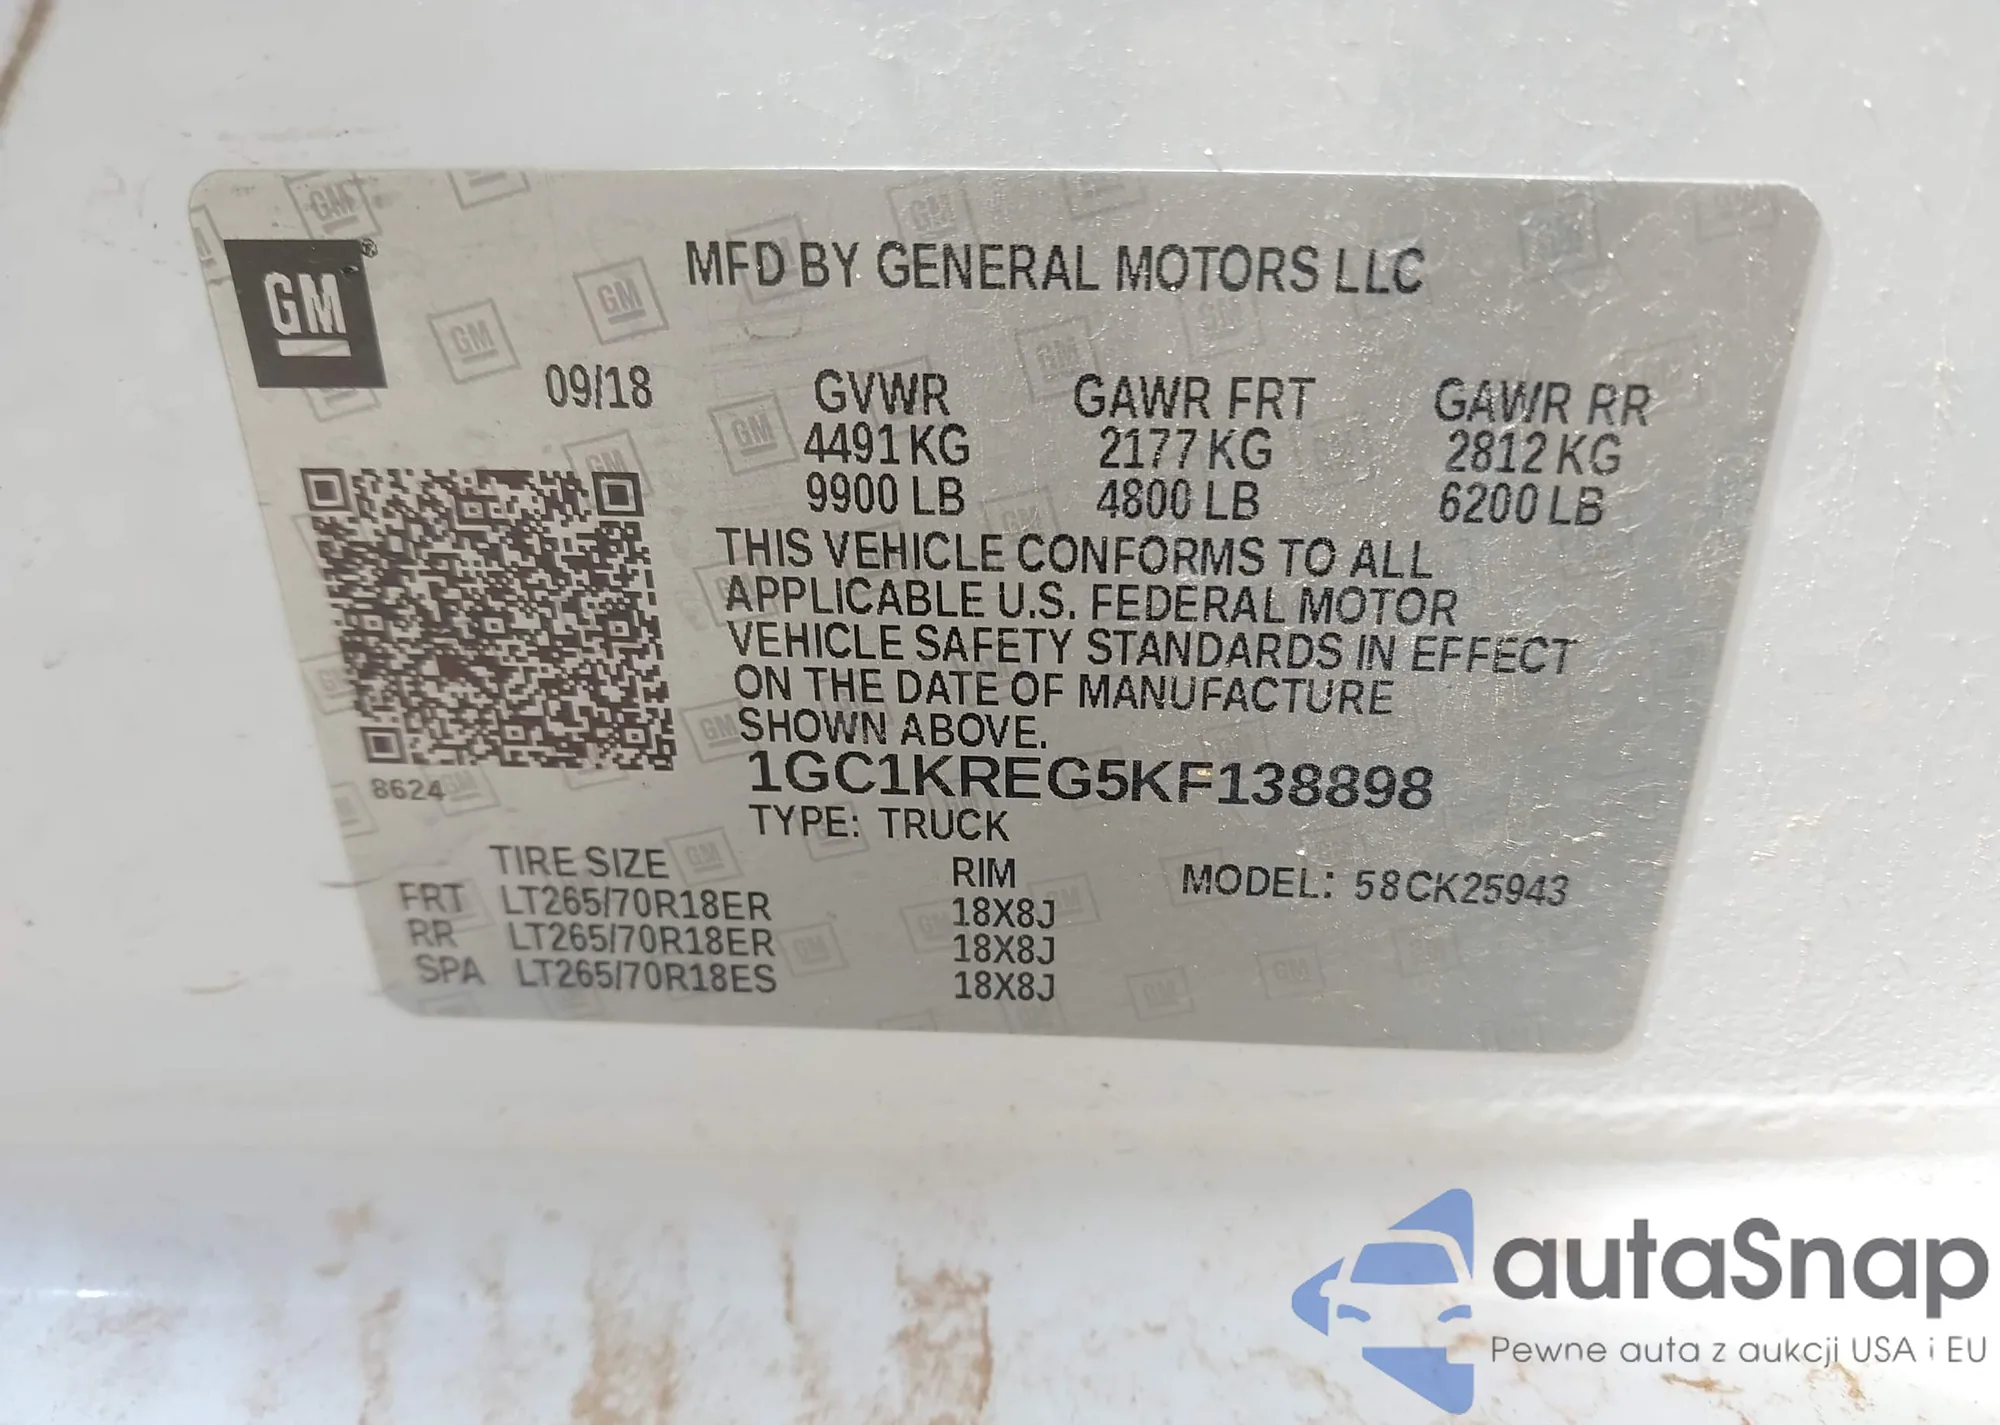 GM®
MFD BY GENERAL MOTORS LLC
09/18 GVWR GAWR FRT GAWR RR
4491 KG 2177 KG 2812 KG
9900 LB 4800 LB 6200 LB
THIS VEHICLE CONFORMS TO ALL
APPLICABLE U.S. FEDERAL MOTOR
VEHICLE SAFETY STANDARDS IN EFFECT
ON THE DATE OF MANUFACTURE
SHOWN ABOVE.
8624
1GC1KREG5KF138898
TYPE: TRUCK
TIRE SIZE RIM MODEL: 58CK25943
FRT LT265/70R18ER 18X8J
RR LT265/70R18ER 18X8J
SPA LT265/70R18ES 18X8J
autaSnap
Pewne auta z aukcji USA i EU